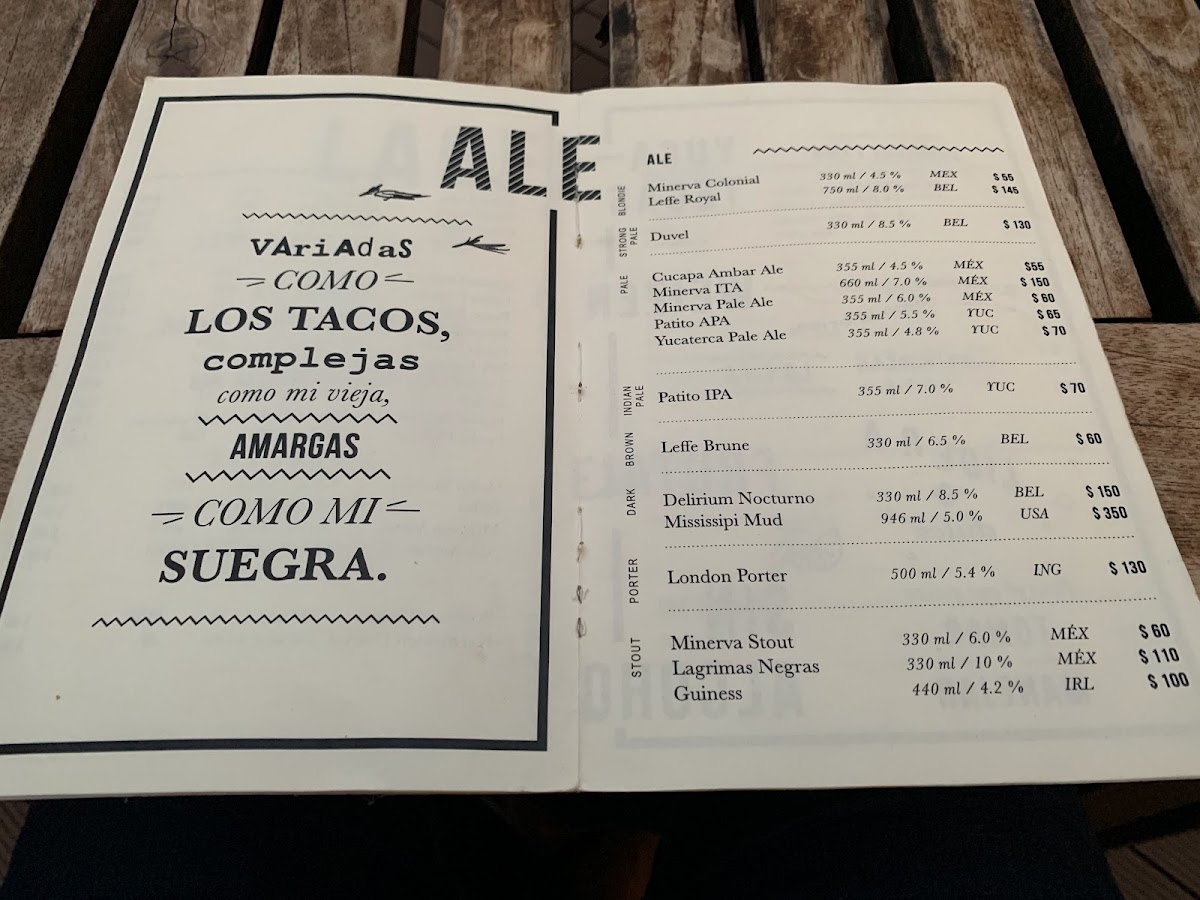 ALE
VAriAdaS
COMO
LOS TACOS,
complejas
como mi vieja,
AMARGAS
COMO MI
SUEGRA.
ALE
BLONDIE
Minerva Colonial 330 ml / 4.5 % MEX $ 55
Leffe Royal 750 ml / 8.0 % BEL $ 145
STRONG PALE
Duvel 330 ml / 8.5 % BEL $ 130
PALE
Cucapa Ambar Ale 355 ml / 4.5 % MÉX $55
Minerva ITA 660 ml / 7.0 % MÉX $ 150
Minerva Pale Ale 355 ml / 6.0 % MÉX $ 60
Patito APA 355 ml / 5.5 % YUC $ 65
Yucaterca Pale Ale 355 ml / 4.8 % YUC $ 70
INDIAN PALE
Patito IPA 355 ml / 7.0 % YUC $ 70
BROWN
Leffe Brune 330 ml / 6.5 % BEL $ 60
DARK
Delirium Nocturno 330 ml / 8.5 % BEL $ 150
Mississipi Mud 946 ml / 5.0 % USA $ 350
PORTER
London Porter 500 ml / 5.4 % ING $ 130
STOUT
Minerva Stout 330 ml / 6.0 % MÉX $ 60
Lagrimas Negras 330 ml / 10 % MÉX $ 110
Guiness 440 ml / 4.2 % IRL $ 100